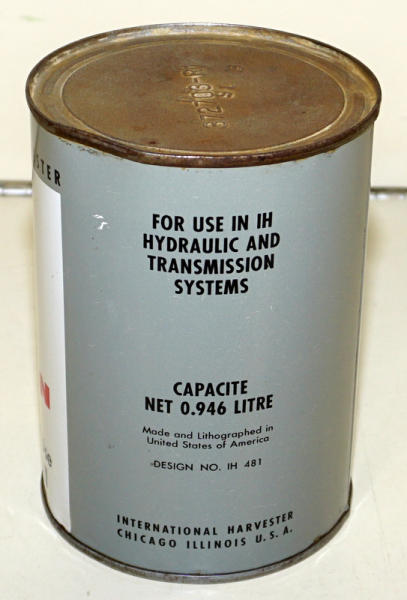 FOR USE IN IH
HYDRAULIC AND
TRANSMISSION
SYSTEMS
CAPACITE
NET 0.946 LITRE
Made and Lithographed in
United States of America
DESIGN NO. IH 481
INTERNATIONAL HARVESTER
CHICAGO ILLINOIS U.S.A.